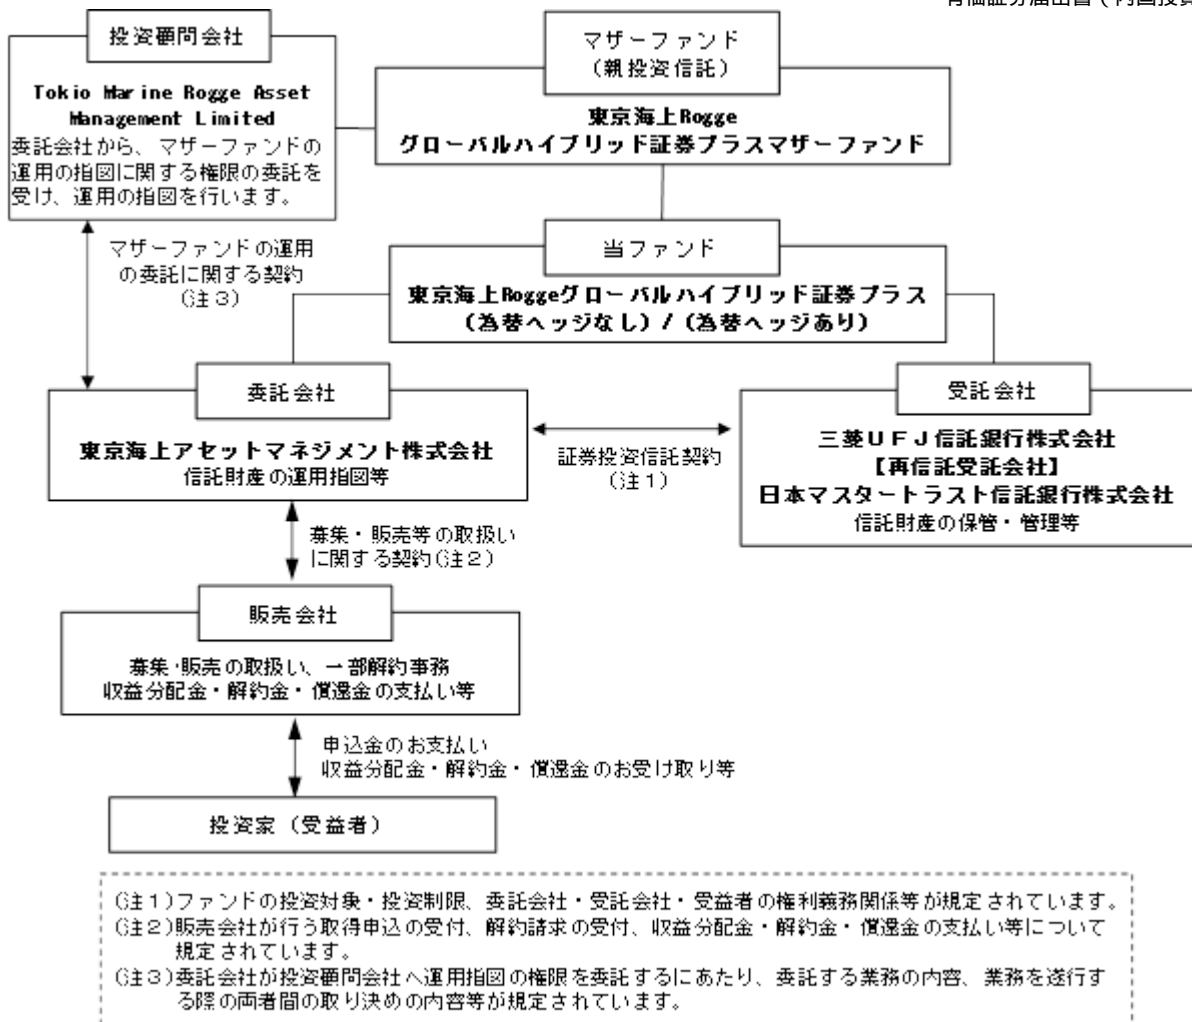 有価証券届出書（内国投資
投資顧問会社
Tokio Marine Rogge Asset
Management Limited
委託会社から、マザーファンドの
運用の指図に関する権限の委託を
受け、運用の指図を行います。
マザーファンド
（親投資信託）
東京海上Rogge
グローバルハイブリッド証券プラスマザーファンド
マザーファンドの運用
の委託に関する契約
（注３）
当ファンド
東京海上Roggeグローバルハイブリッド証券プラス
（為替ヘッジなし）/（為替ヘッジあり）
委託会社
東京海上アセットマネジメント株式会社
信託財産の運用指図等
証券投資信託契約
（注１）
受託会社
三菱ＵＦＪ信託銀行株式会社
【再信託受託会社】
日本マスタートラスト信託銀行株式会社
信託財産の保管・管理等
募集・販売等の取扱い
に関する契約（注２）
販売会社
募集・販売の取扱い、一部解約事務
収益分配金・解約金・償還金の支払い等
申込金のお支払い
収益分配金・解約金・償還金のお受け取り等
投資家（受益者）
（注１）ファンドの投資対象・投資制限、委託会社・受託会社・受益者の権利義務関係等が規定されています。
（注２）販売会社が行う取得申込の受付、解約請求の受付、収益分配金・解約金・償還金の支払い等について
規定されています。
（注３）委託会社が投資顧問会社へ運用指図の権限を委託するにあたり、委託する業務の内容、業務を遂行す
る際の両者間の取り決めの内容等が規定されています。